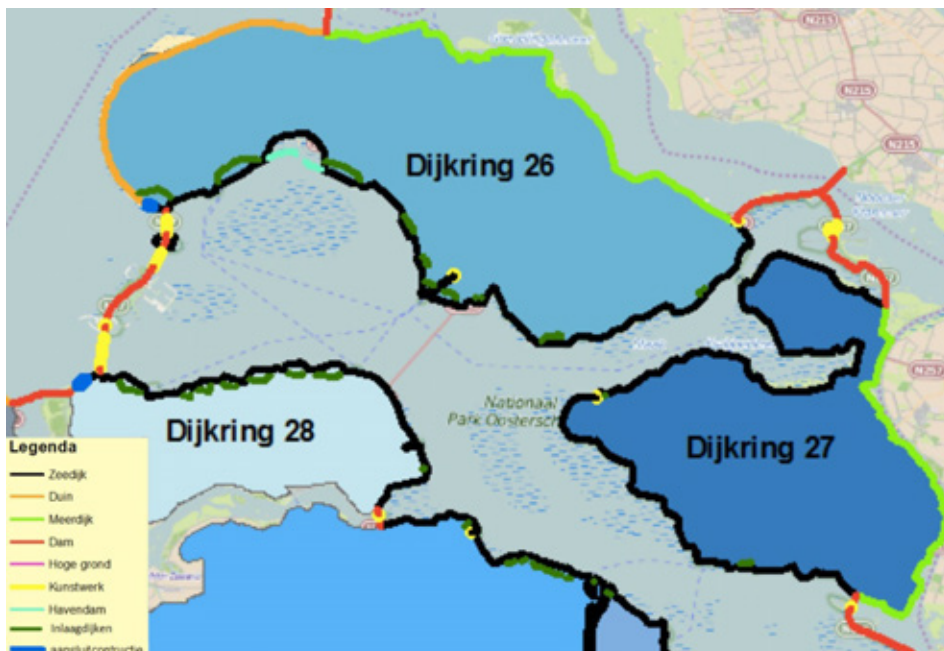 N215
N215
Dijkring 26
N257
Nationaal
Park Oostersch
Dijkring 28
Dijkring 27
Legenda
Zeedijk
Duin
Meerdijk
Dam
Hoge grond
Kunstwerk
Havendam
Inlaagdijken
aansluitcontructie